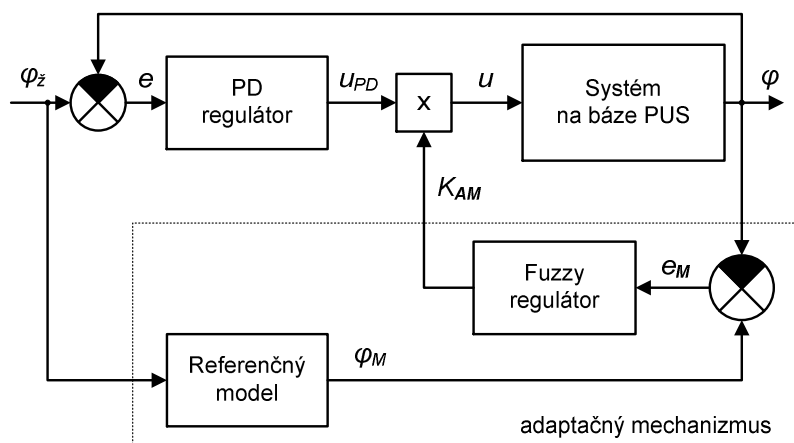 φž
e
PD
regulátor
uPD
x
u
Systém
na báze PUS
φ
KAM
Fuzzy
regulátor
eM
Referenčný
model
φM
adaptačný mechanizmus